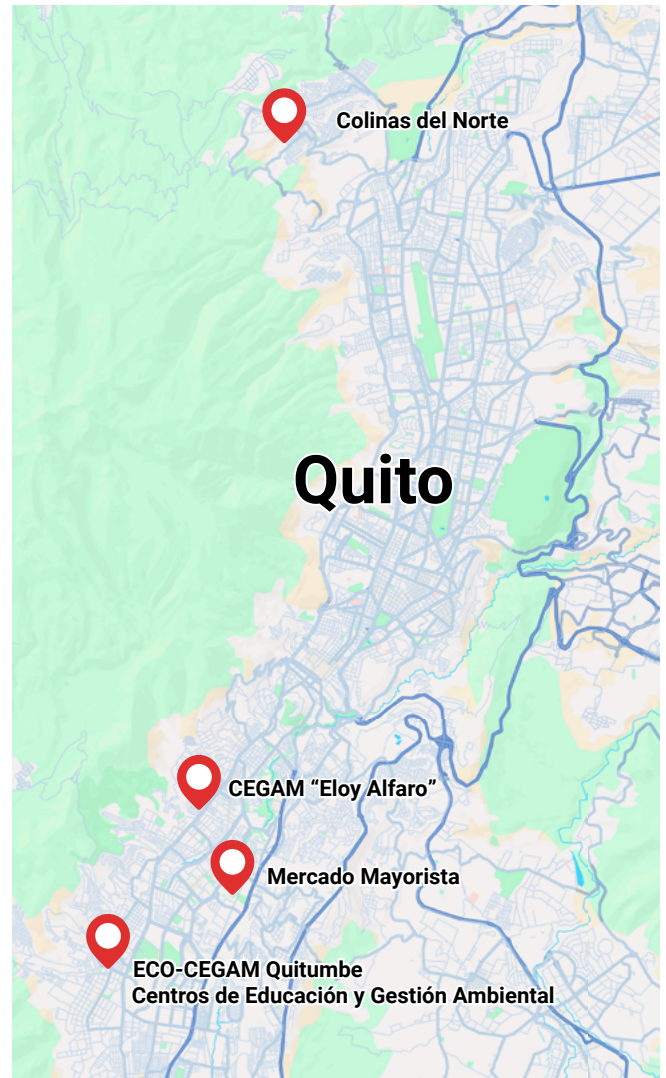 Colinas del Norte
Quito
CEGAM “Eloy Alfaro”
Mercado Mayorista
ECO-CEGAM Quitumbe
Centros de Educación y Gestión Ambiental